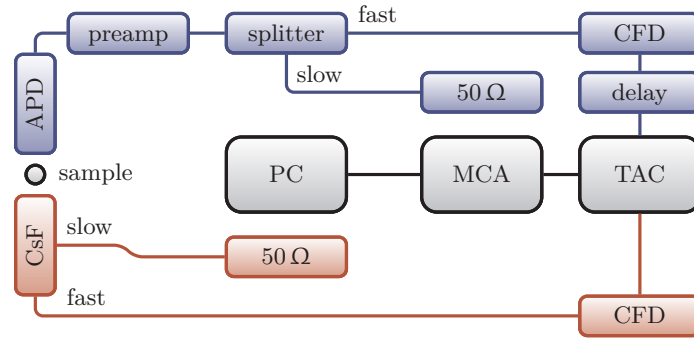 fast
preamp
splitter
CFD
slow
APD
50 Ω
delay
sample
PC
MCA
TAC
CsF
slow
50 Ω
fast
CFD